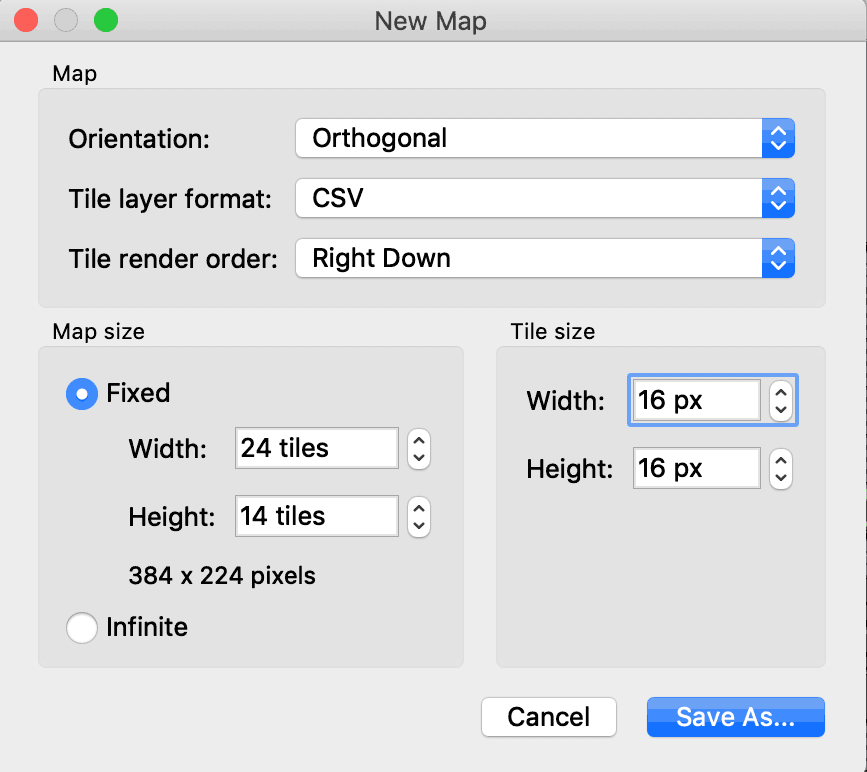 New Map
Map
Orientation: Orthogonal
Tile layer format: CSV
Tile render order: Right Down
Map size
Fixed
Width: 24 tiles
Height: 14 tiles
384 x 224 pixels
Infinite
Tile size
Width: 16 px
Height: 16 px
Cancel Save As...